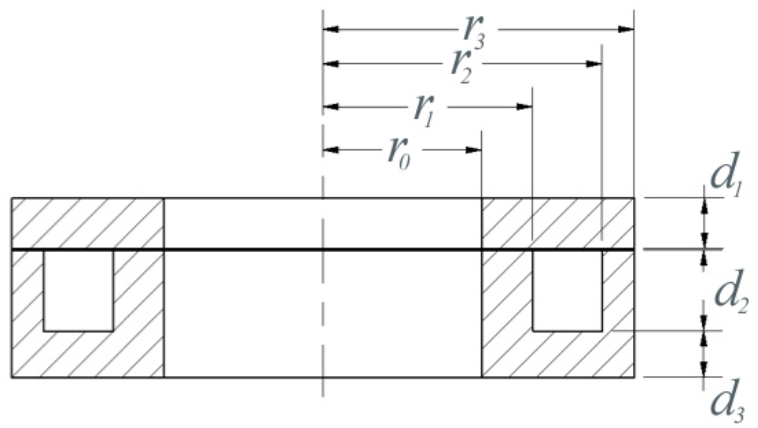 r₃
r₂
r₁
r₀
d₁
d₂
d₃